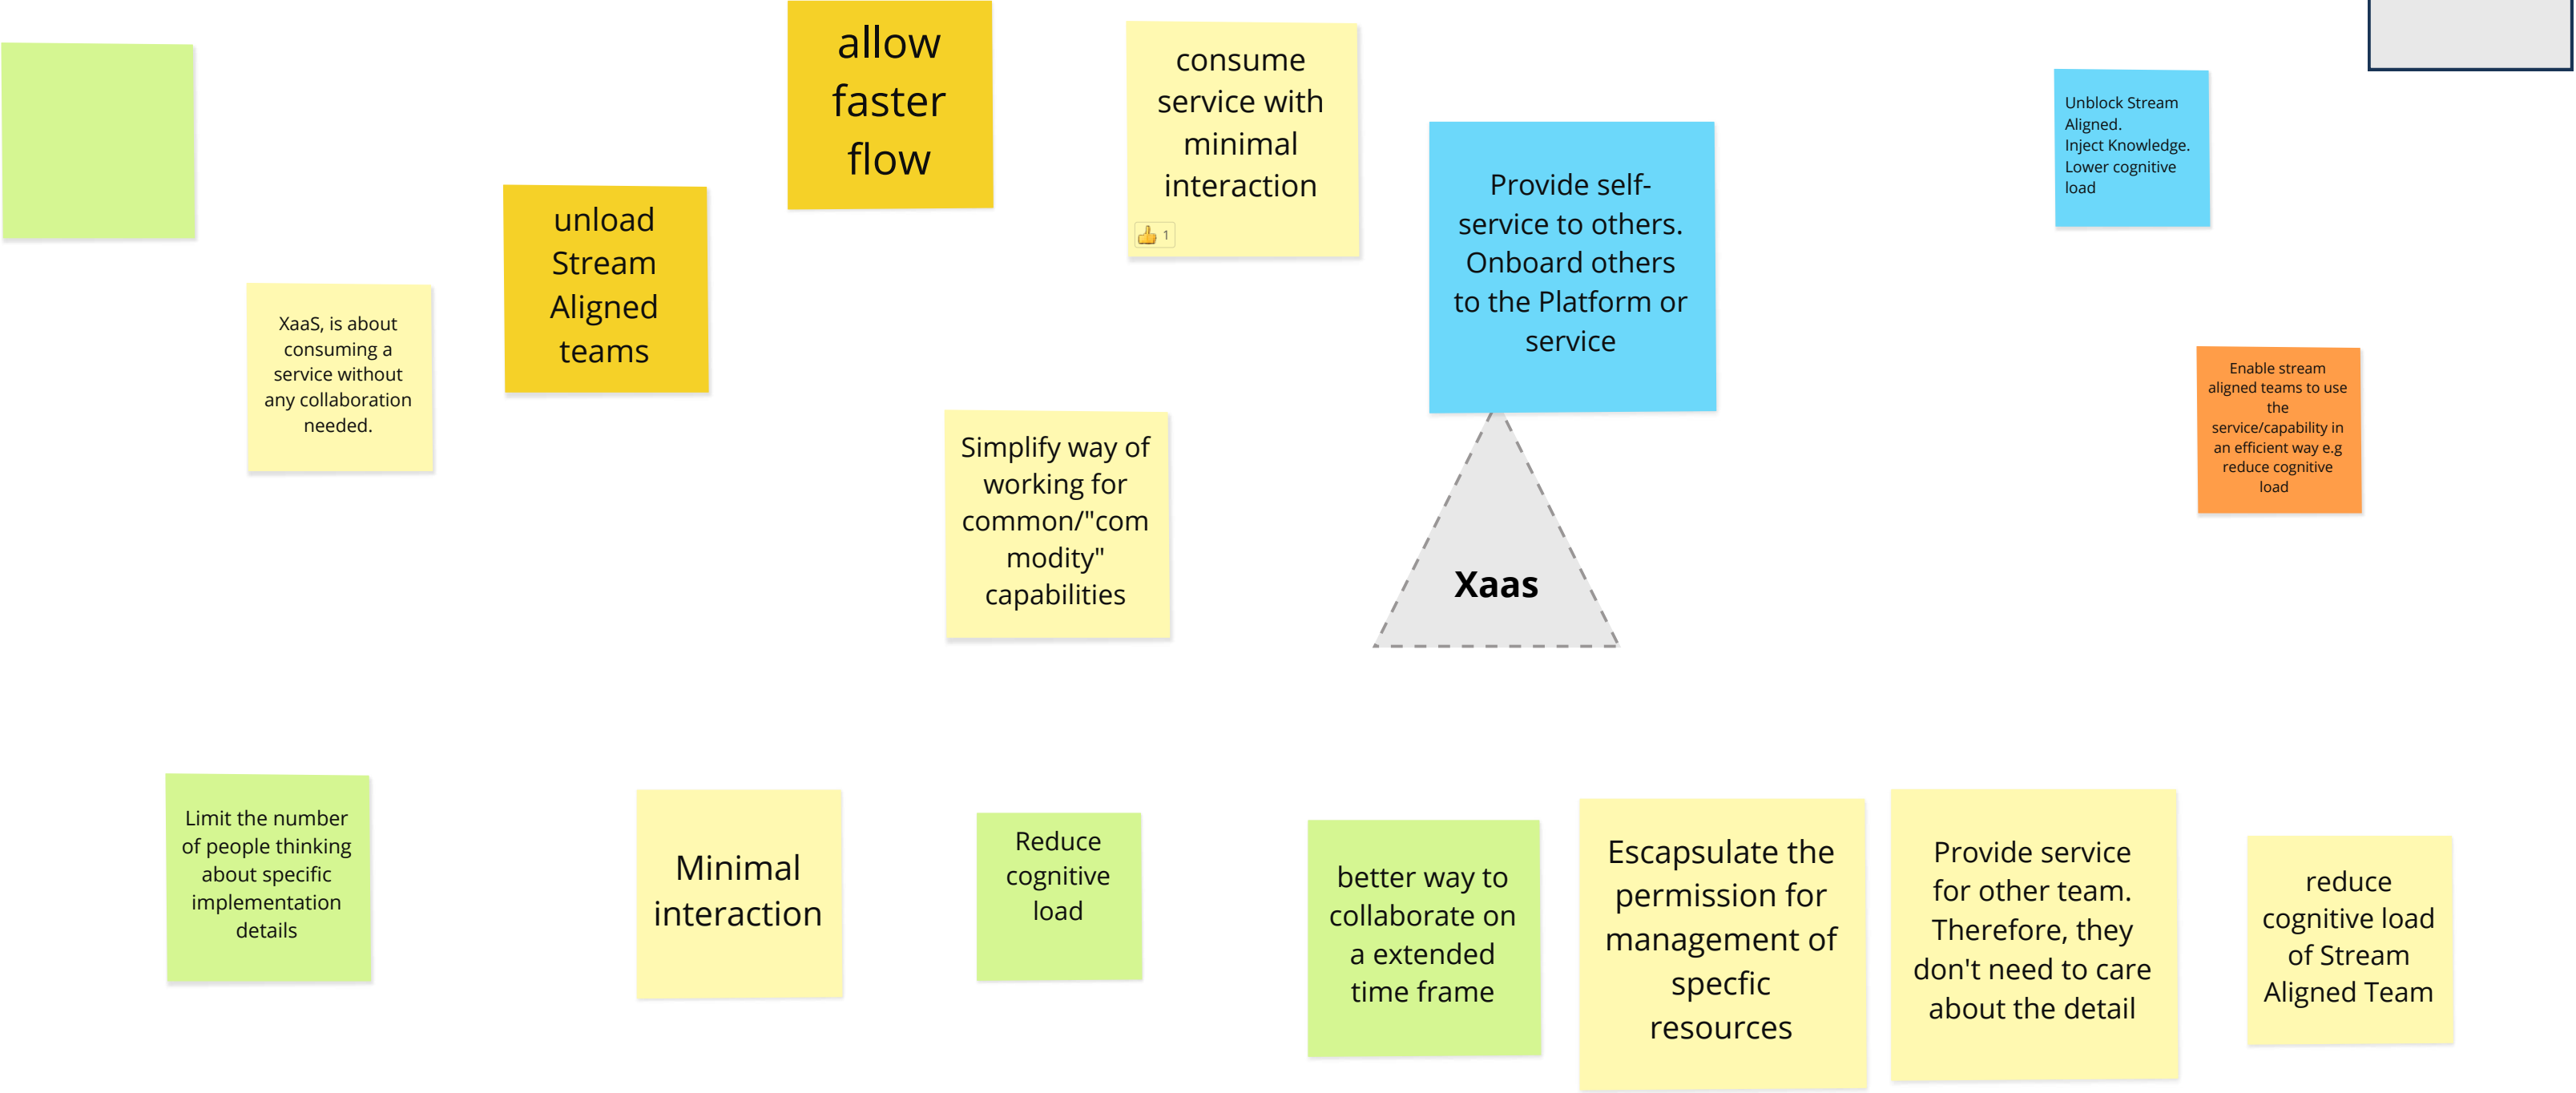 allow
faster
flow
consume
service with
minimal
interaction
👍 1
Unblock Stream
Aligned.
Inject Knowledge.
Lower cognitive
load
Provide self-
service to others.
Onboard others
to the Platform or
service
unload
Stream
Aligned
teams
XaaS, is about
consuming a
service without
any collaboration
needed.
Enable stream
aligned teams to use
the
service/capability in
an efficient way e.g
reduce cognitive
load
Simplify way of
working for
common/"com
modity"
capabilities
Xaas
Limit the number
of people thinking
about specific
implementation
details
Minimal
interaction
Reduce
cognitive
load
better way to
collaborate on
a extended
time frame
Escapsulate the
permission for
management of
specfic
resources
Provide service
for other team.
Therefore, they
don't need to care
about the detail
reduce
cognitive load
of Stream
Aligned Team